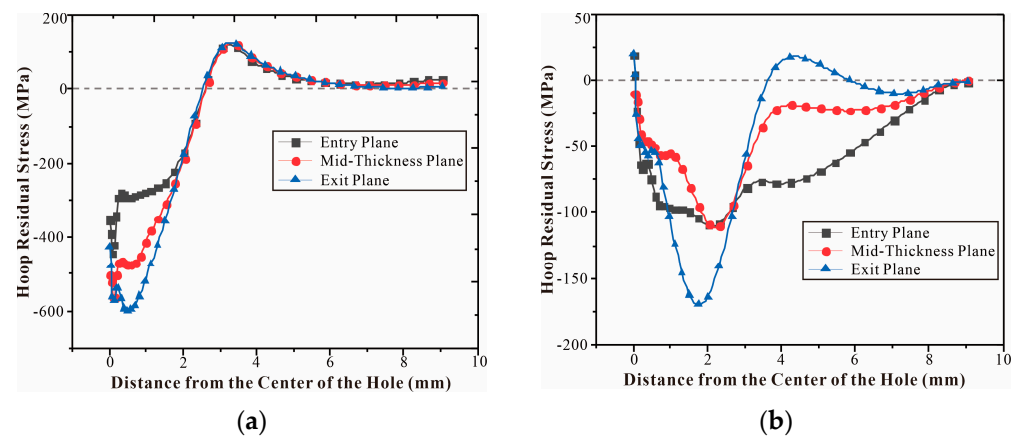 200
0
-200
-400
-600
0
2
4
6
8
10
Hoop Residual Stress (MPa)
Distance from the Center of the Hole (mm)
Entry Plane
Mid-Thickness Plane
Exit Plane
(a)
50
0
-50
-100
-150
-200
0
2
4
6
8
10
Hoop Residual Stress (MPa)
Distance from the Center of the Hole (mm)
Entry Plane
Mid-Thickness Plane
Exit Plane
(b)